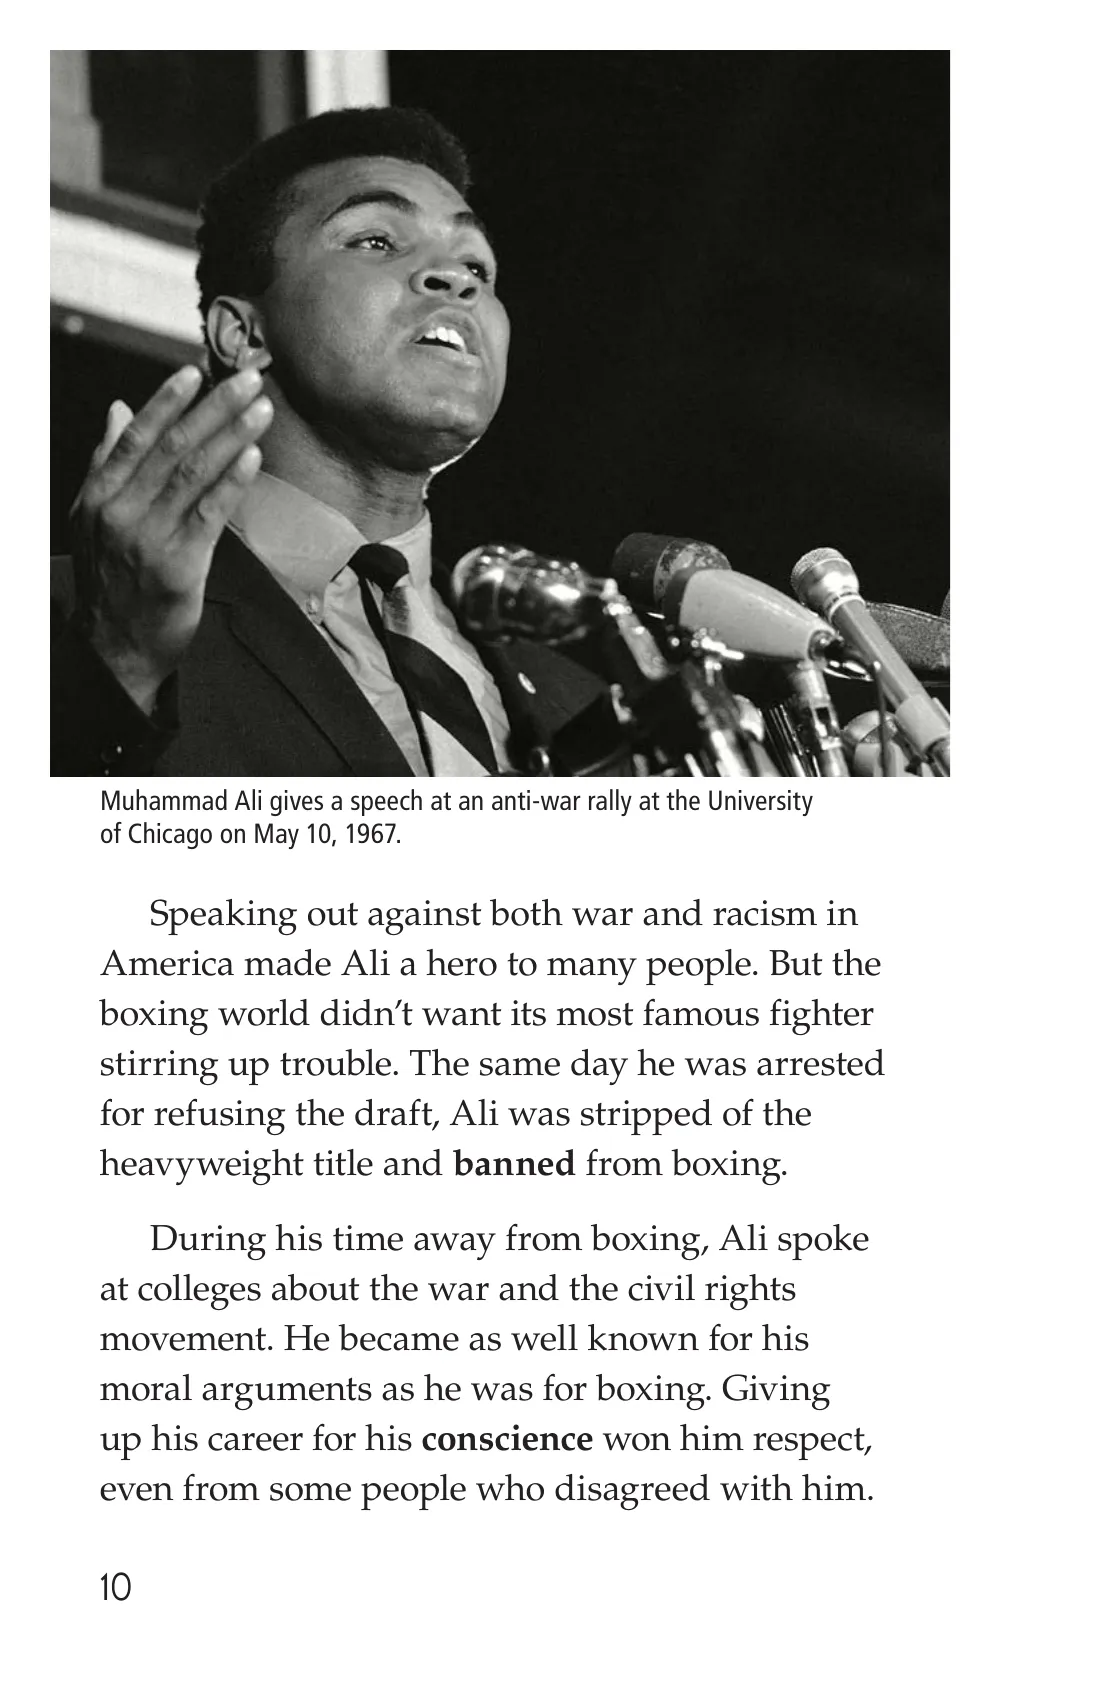 Muhammad Ali gives a speech at an anti-war rally at the University
of Chicago on May 10, 1967.
Speaking out against both war and racism in
America made Ali a hero to many people. But the
boxing world didn’t want its most famous fighter
stirring up trouble. The same day he was arrested
for refusing the draft, Ali was stripped of the
heavyweight title and banned from boxing.
During his time away from boxing, Ali spoke
at colleges about the war and the civil rights
movement. He became as well known for his
moral arguments as he was for boxing. Giving
up his career for his conscience won him respect,
even from some people who disagreed with him.
10